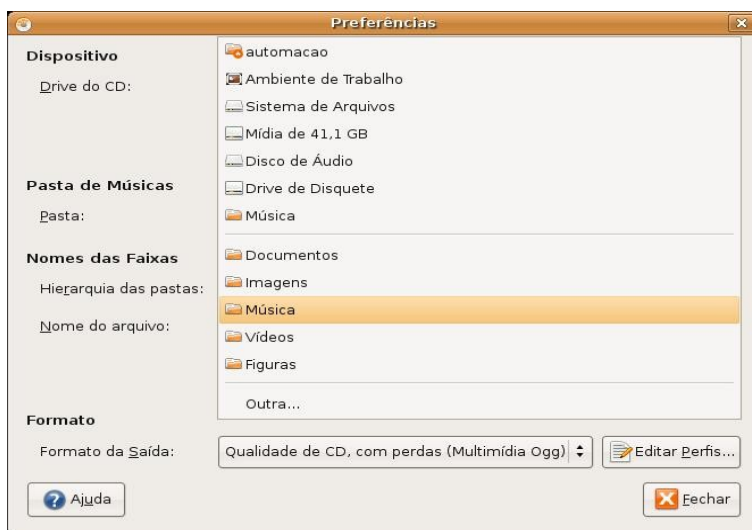 Preferências
Dispositivo
Drive do CD:
automacao
Ambiente de Trabalho
Sistema de Arquivos
Mídia de 41,1 GB
Disco de Áudio
Drive de Disquete
Pasta de Músicas
Pasta:
Música
Documentos
Nomes das Faixas
Imagens
Hierarquia das pastas:
Música
Nome do arquivo:
Vídeos
Figuras
Outra...
Formato
Formato da Saída:
Qualidade de CD, com perdas (Multimídia Ogg)
Editar Perfis...
Ajuda
Fechar